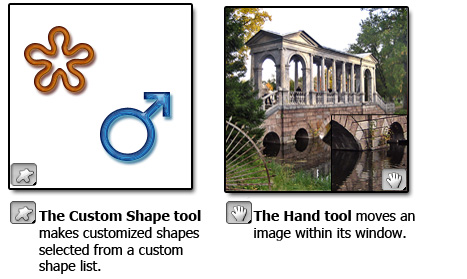 The Custom Shape tool
makes customized shapes
selected from a custom
shape list.
The Hand tool moves an
image within its window.